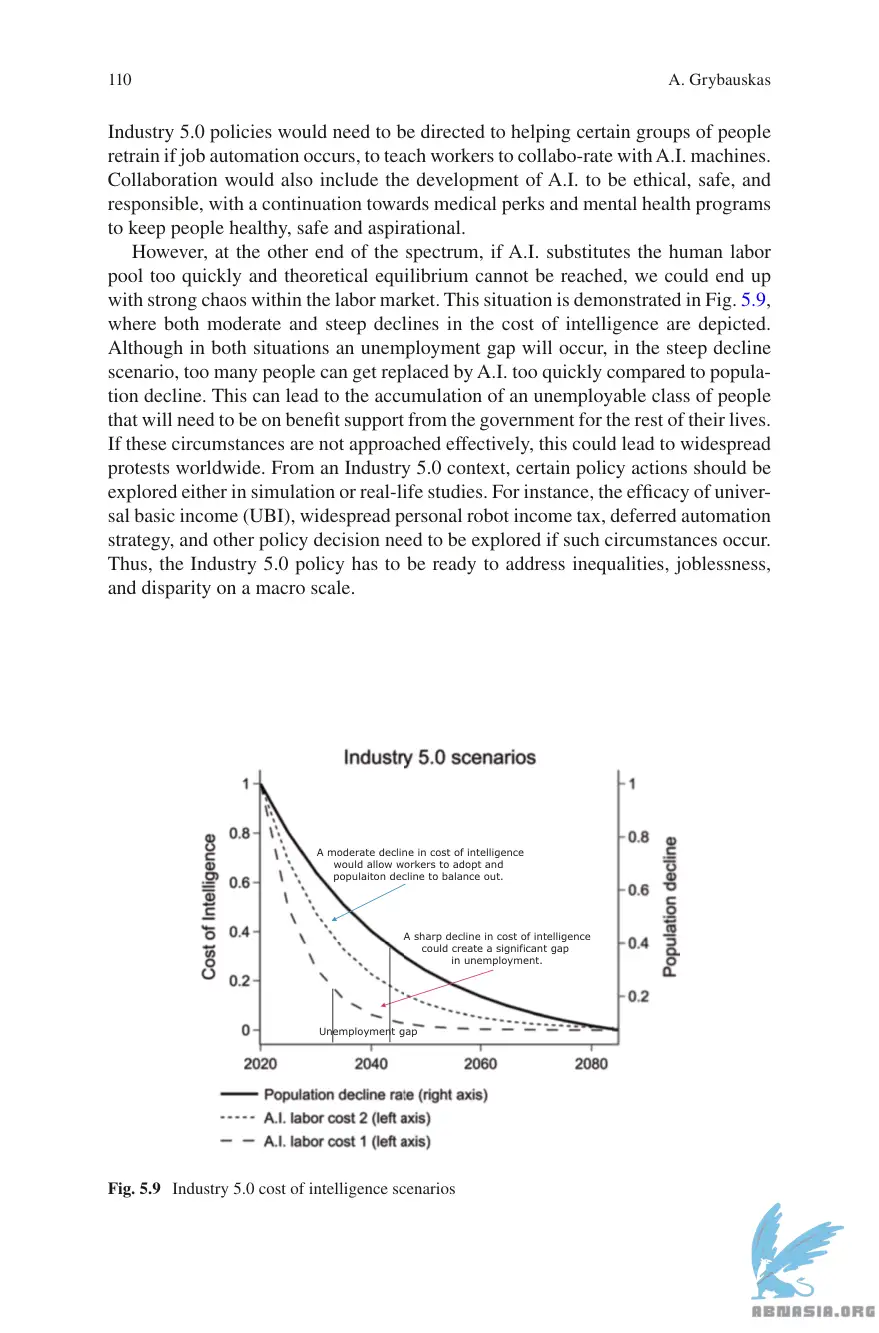 110
A. Grybauskas
Industry 5.0 policies would need to be directed to helping certain groups of people
retrain if job automation occurs, to teach workers to collabo-rate with A.I. machines.
Collaboration would also include the development of A.I. to be ethical, safe, and
responsible, with a continuation towards medical perks and mental health programs
to keep people healthy, safe and aspirational.
However, at the other end of the spectrum, if A.I. substitutes the human labor
pool too quickly and theoretical equilibrium cannot be reached, we could end up
with strong chaos within the labor market. This situation is demonstrated in Fig. 5.9,
where both moderate and steep declines in the cost of intelligence are depicted.
Although in both situations an unemployment gap will occur, in the steep decline
scenario, too many people can get replaced by A.I. too quickly compared to popula-
tion decline. This can lead to the accumulation of an unemployable class of people
that will need to be on benefit support from the government for the rest of their lives.
If these circumstances are not approached effectively, this could lead to widespread
protests worldwide. From an Industry 5.0 context, certain policy actions should be
explored either in simulation or real-life studies. For instance, the efficacy of univer-
sal basic income (UBI), widespread personal robot income tax, deferred automation
strategy, and other policy decision need to be explored if such circumstances occur.
Thus, the Industry 5.0 policy has to be ready to address inequalities, joblessness,
and disparity on a macro scale.
Industry 5.0 scenarios
Cost of Intelligence
1
0.8
0.6
0.4
0.2
0
A moderate decline in cost of intelligence
would allow workers to adopt and
populaiton decline to balance out.
A sharp decline in cost of intelligence
could create a significant gap
in unemployment.
Unemployment gap
1
0.8
0.6
0.4
0.2
Population decline
2020
2040
2060
2080
Population decline rate (right axis)
A.I. labor cost 2 (left axis)
A.I. labor cost 1 (left axis)
Fig. 5.9 Industry 5.0 cost of intelligence scenarios
ABNASIA.ORG